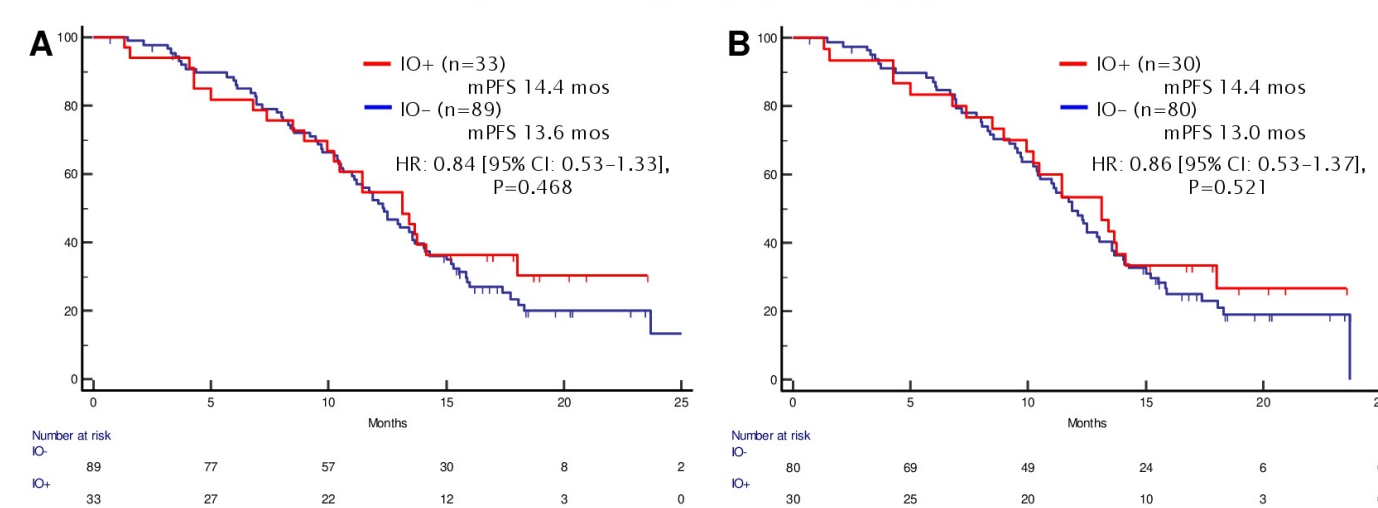 A
100
80
60
40
20
0
IO+ (n=33)
mPFS 14.4 mos
IO- (n=89)
mPFS 13.6 mos
HR: 0.84 [95% CI: 0.53-1.33],
P=0.468
0 5 10 15 20 25
Months
Number at risk
IO-
89 77 57 30 8 2
IO+
33 27 22 12 3 0
B
100
80
60
40
20
0
IO+ (n=30)
mPFS 14.4 mos
IO- (n=80)
mPFS 13.0 mos
HR: 0.86 [95% CI: 0.53-1.37],
P=0.521
0 5 10 15 20
Months
Number at risk
IO-
80 69 49 24 6
IO+
30 25 20 10 3